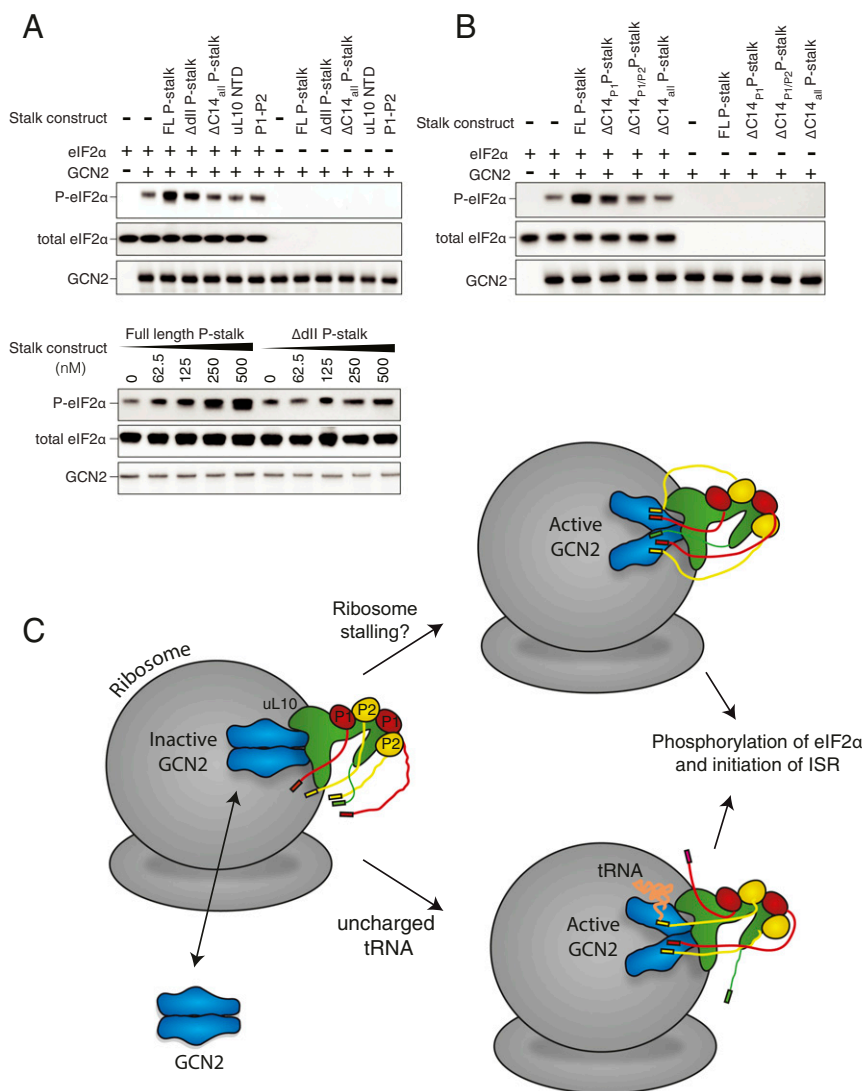 A
Stalk construct
–
–
FL P-stalk
ΔdII P-stalk
ΔC14all P-stalk
uL10 NTD
P1-P2
–
FL P-stalk
ΔdII P-stalk
ΔC14all P-stalk
uL10 NTD
P1-P2
eIF2α + + + + + + + – – – – – –
GCN2 – + + + + + + + + + + + +
P-eIF2α
total eIF2α
GCN2
Full length P-stalk ΔdII P-stalk
Stalk construct
(nM)
0 62.5 125 250 500 0 62.5 125 250 500
P-eIF2α
total eIF2α
GCN2
B
Stalk construct
–
–
FL P-stalk
ΔC14P1P-stalk
ΔC14P1/P2P-stalk
ΔC14all P-stalk
–
FL P-stalk
ΔC14P1P-stalk
ΔC14P1/P2P-stalk
ΔC14all P-stalk
eIF2α + + + + + + – – – – –
GCN2 – + + + + + + + + + +
P-eIF2α
total eIF2α
GCN2
C
Ribosome
uL10
P1
P2
P1
P2
Inactive
GCN2
GCN2
Ribosome
stalling?
uncharged
tRNA
Active
GCN2
tRNA
Active
GCN2
Phosphorylation of eIF2α
and initiation of ISR